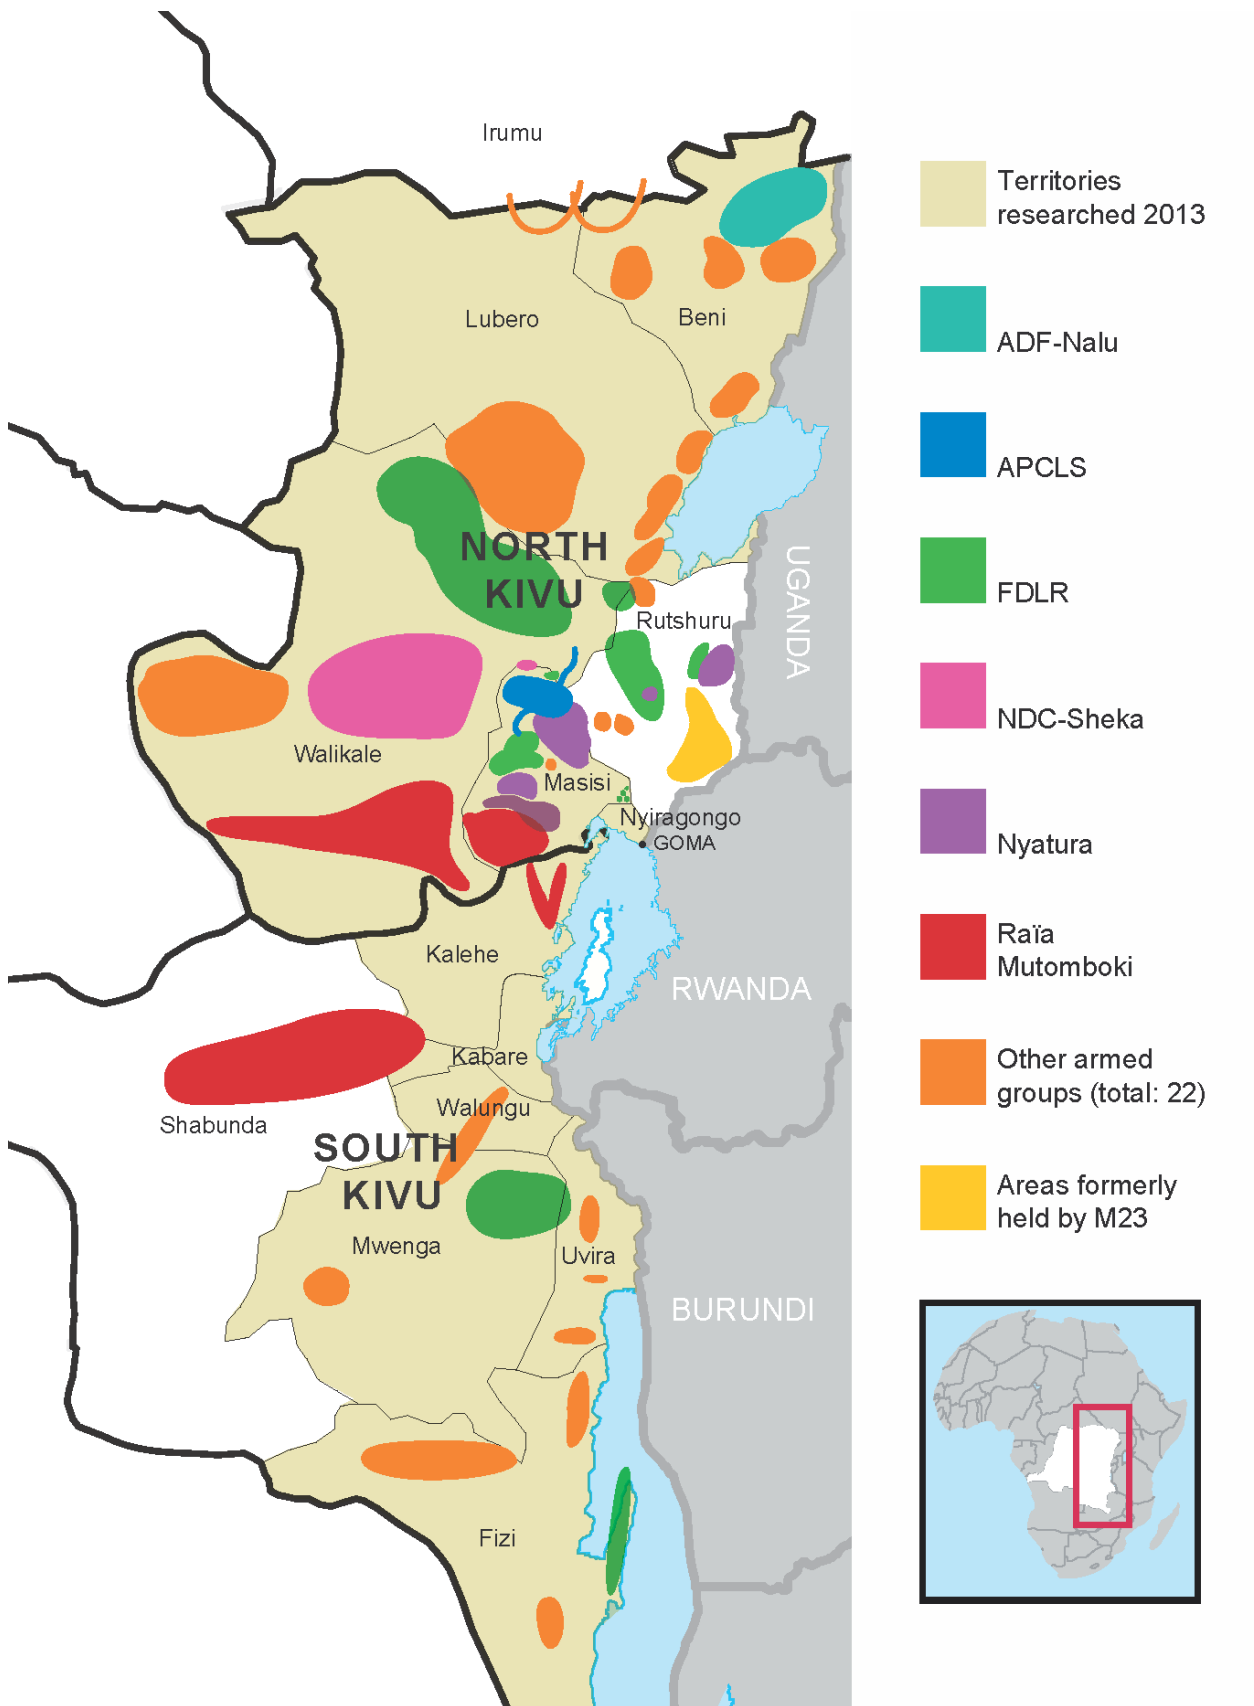 Irumu
Lubero
Beni
NORTH
KIVU
UGANDA
Rutshuru
Walikale
Masisi
Nyiragongo
GOMA
Kalehe
RWANDA
Kabare
Walungu
Shabunda
SOUTH
KIVU
Mwenga
Uvira
BURUNDI
Fizi
Territories
researched 2013
ADF-Nalu
APCLS
FDLR
NDC-Sheka
Nyatura
Raïa
Mutomboki
Other armed
groups (total: 22)
Areas formerly
held by M23